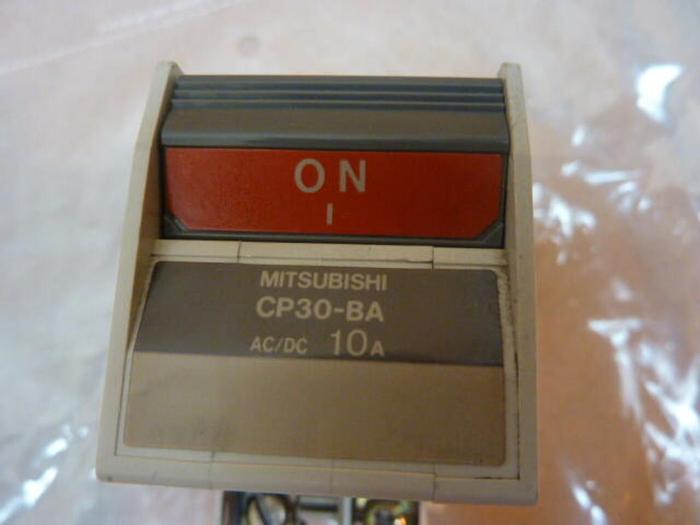 ON
I
MITSUBISHI
CP30-BA
AC/DC 10A